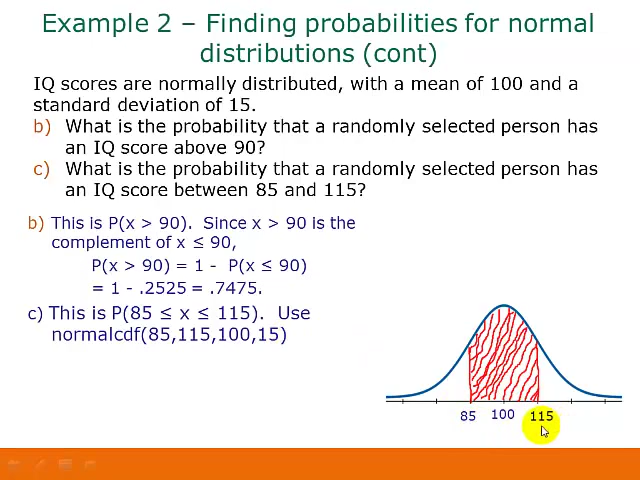 Example 2 – Finding probabilities for normal
distributions (cont)
IQ scores are normally distributed, with a mean of 100 and a
standard deviation of 15.
b) What is the probability that a randomly selected person has
an IQ score above 90?
c) What is the probability that a randomly selected person has
an IQ score between 85 and 115?
b) This is P(x > 90). Since x > 90 is the
complement of x ≤ 90,
P(x > 90) = 1 - P(x ≤ 90)
= 1 - .2525 = .7475.
c) This is P(85 ≤ x ≤ 115). Use
normalcdf(85,115,100,15)
85 100 115